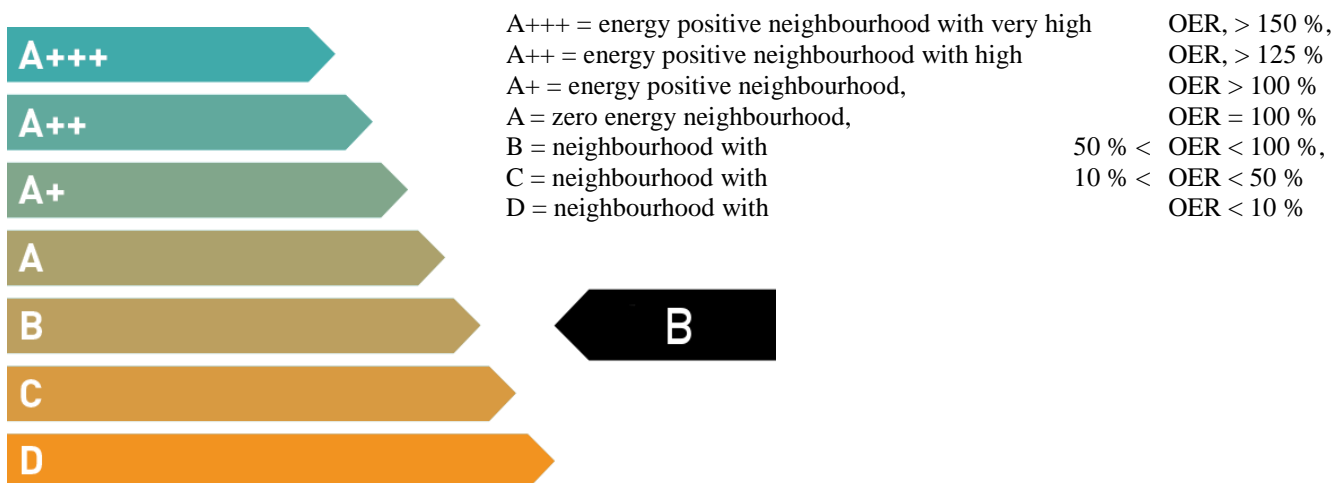 A+++ = energy positive neighbourhood with very high OER, > 150 %,
A++ = energy positive neighbourhood with high OER, > 125 %
A+ = energy positive neighbourhood, OER > 100 %
A = zero energy neighbourhood, OER = 100 %
B = neighbourhood with 50 % < OER < 100 %,
C = neighbourhood with 10 % < OER < 50 %
D = neighbourhood with OER < 10 %
A+++
A++
A+
A
B
B
C
D